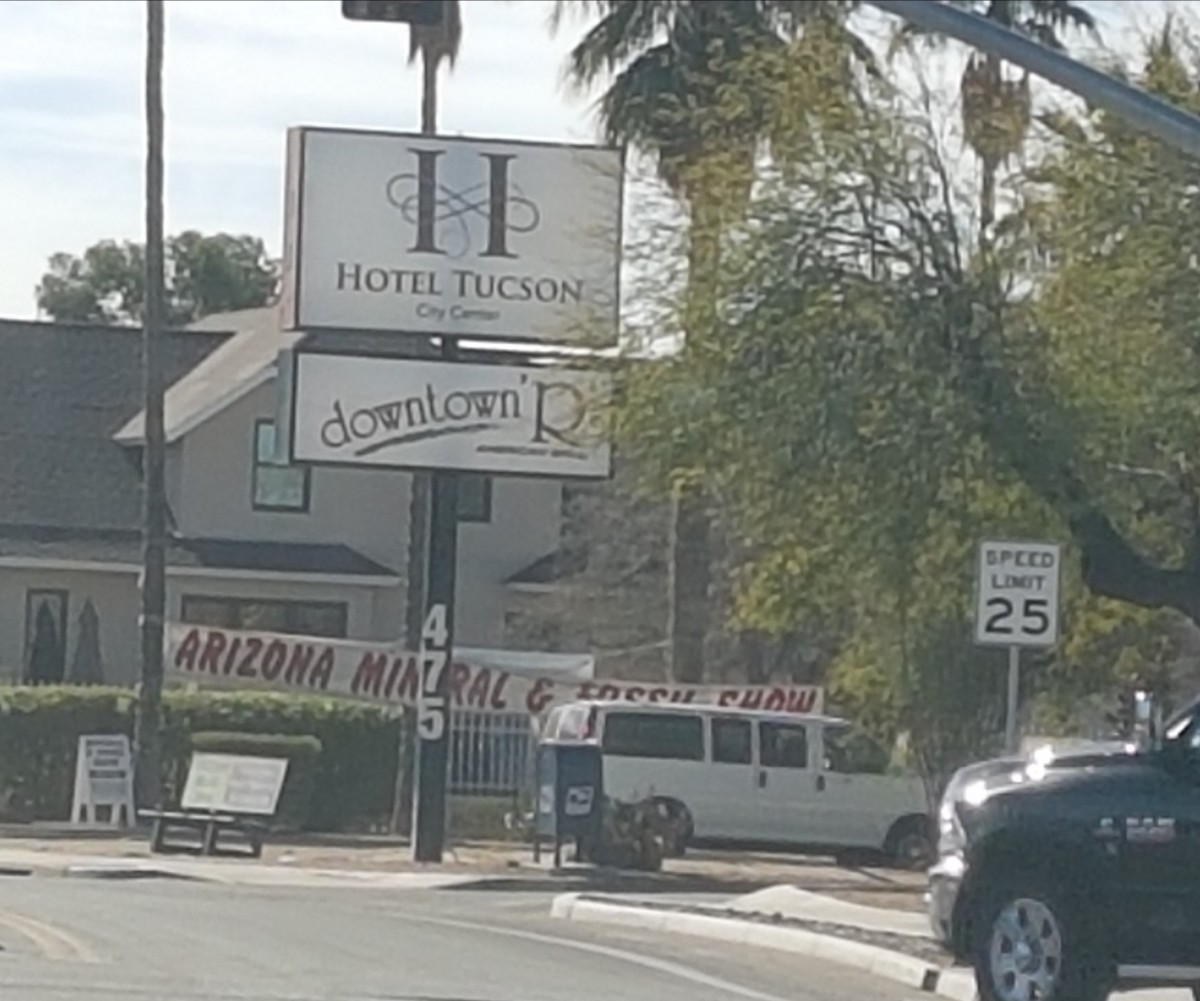 H
HOTEL TUCSON
City Center
downtown'R
ARIZONA MINERAL & FOSSIL SHOW
475
SPEED
LIMIT
25